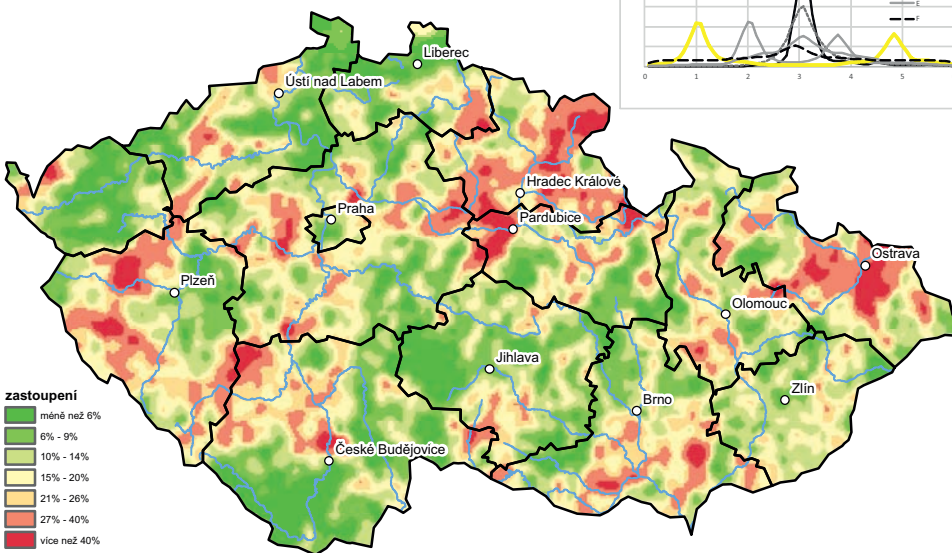 E
F
0 1 2 3 4 5
Liberec
Ústí nad Labem
Hradec Králové
Praha
Pardubice
Ostrava
Plzeň
Olomouc
Jihlava
Zlín
Brno
České Budějovice
zastoupení
méně než 6%
6% - 9%
10% - 14%
15% - 20%
21% - 26%
27% - 40%
více než 40%